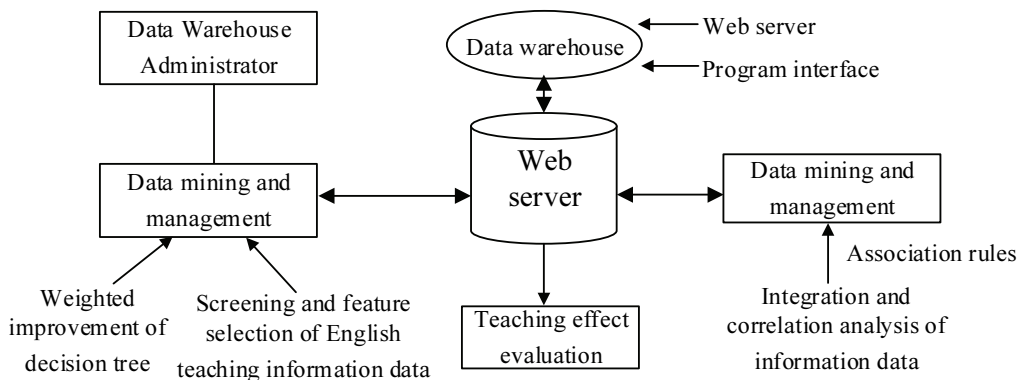 Data Warehouse
Administrator
Data warehouse
Web server
Program interface
Data mining and
management
Web
server
Data mining and
management
Weighted
improvement of
decision tree
Screening and feature
selection of English
teaching information data
Teaching effect
evaluation
Association rules
Integration and
correlation analysis of
information data